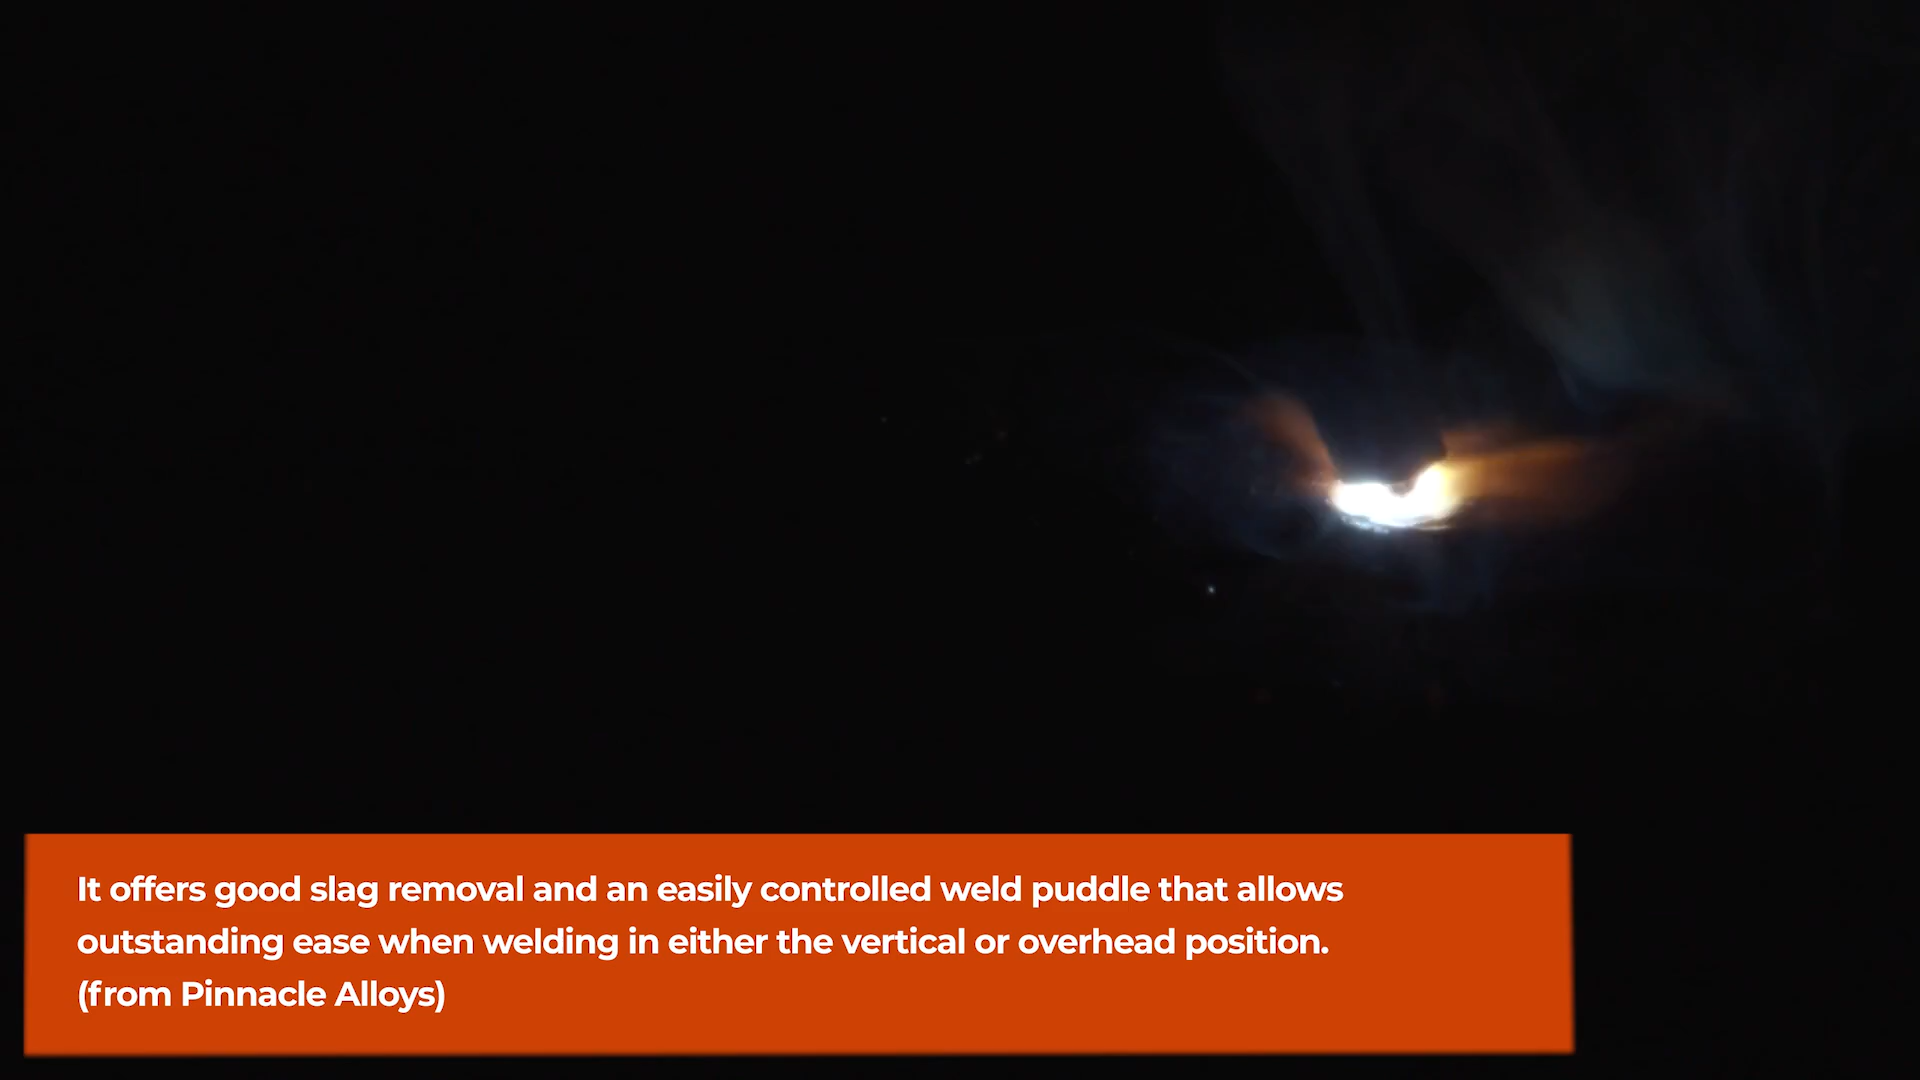 It offers good slag removal and an easily controlled weld puddle that allows
outstanding ease when welding in either the vertical or overhead position.
(from Pinnacle Alloys)